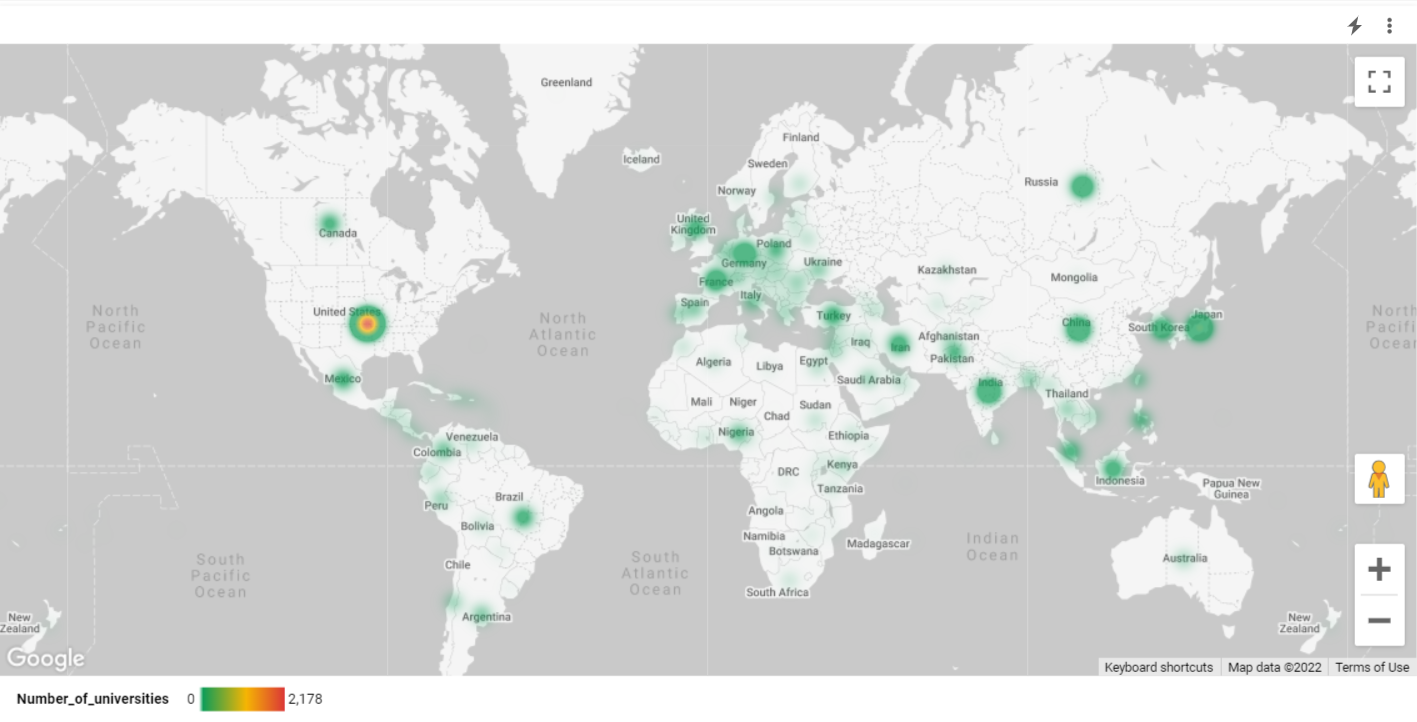 Greenland
Iceland
Finland
Sweden
Norway
Russia
United
Kingdom
Canada
Poland
Germany
Ukraine
France
Kazakhstan
Mongolia
Italy
Spain
North
Pacific
Ocean
United States
North
Atlantic
Ocean
Turkey
China
South Korea
Japan
North
Pacifi
Ocea
Afghanistan
Iraq
Iran
Pakistan
Algeria
Libya
Egypt
Saudi Arabia
India
Mexico
Thailand
Mali
Niger
Chad
Sudan
Nigeria
Ethiopia
Venezuela
Colombia
DRC
Kenya
Tanzania
Indonesia
Papua New
Guinea
Peru
Brazil
Bolivia
Angola
Namibia
Botswana
Madagascar
Indian
Ocean
Australia
South
Pacific
Ocean
Chile
South
Atlantic
Ocean
South Africa
Argentina
New
Zealand
New
Zealand
Google
Keyboard shortcuts
Map data ©2022
Terms of Use
Number_of_universities 0 2,178